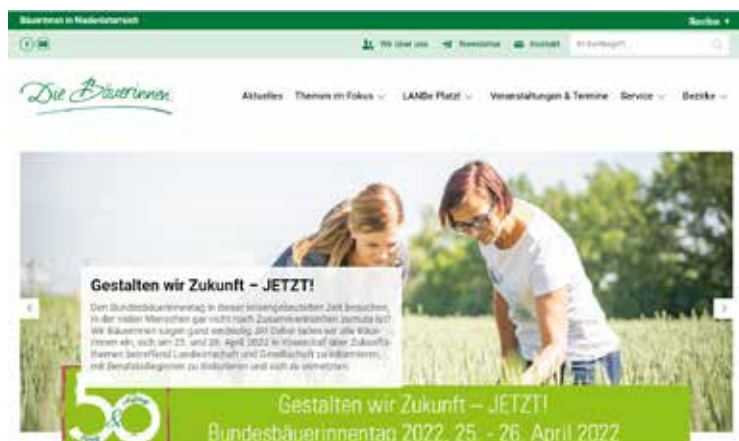 Bäuerinnen in Niederösterreich
Wir über uns Newsletter Kontakt Ihr Suchbegriff...
Die Bäuerinnen.
Aktuelles Themen im Fokus LANDe Platz! Veranstaltungen & Termine Service Bezirke
Gestalten wir Zukunft – JETZT!
Den Bundesbäuerinnentag in dieser krisengebeutelten Zeit besuchen,
in der vielen Menschen gar nicht nach Zusammenkünften zumute ist?
Wir Bäuerinnen sagen ganz eindeutig JA! Daher laden wir alle Bäue-
rinnen ein, sich am 25. und 26. April 2022 in über Zukunfts-
themen betreffend Landwirtschaft und Gesellschaft zu informieren,
mit Berufskolleginnen zu diskutieren und sich zu vernetzen.
50
Gestalten wir Zukunft – JETZT!
Bundesbäuerinnentag 2022, 25. - 26. April 2022